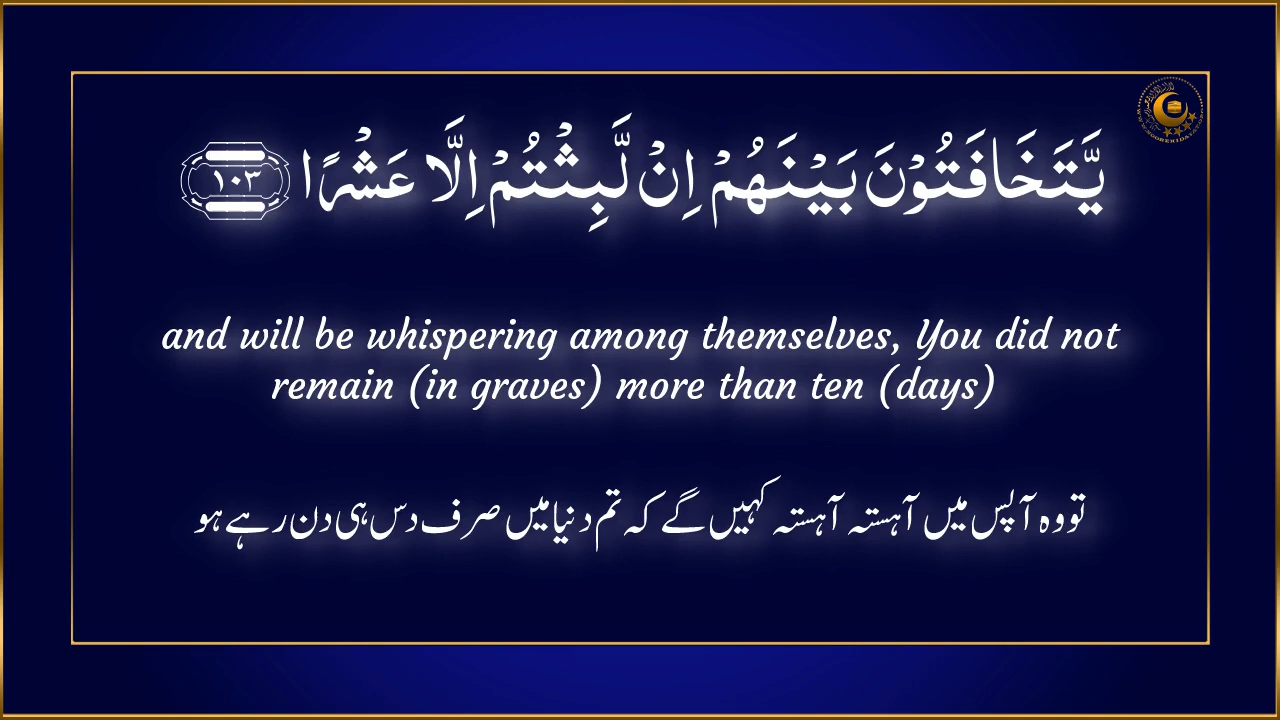 يَّتَخَافَتُوۡنَ بَيۡنَهُمۡ اِنۡ لَّبِثۡتُمۡ اِلَّا عَشۡرًا ۱۰۳
and will be whispering among themselves, You did not
remain (in graves) more than ten (days)
تو وہ آپس میں آہستہ آہستہ کہیں گے کہ تم دنیا میں صرف دس ہی دن رہے ہو